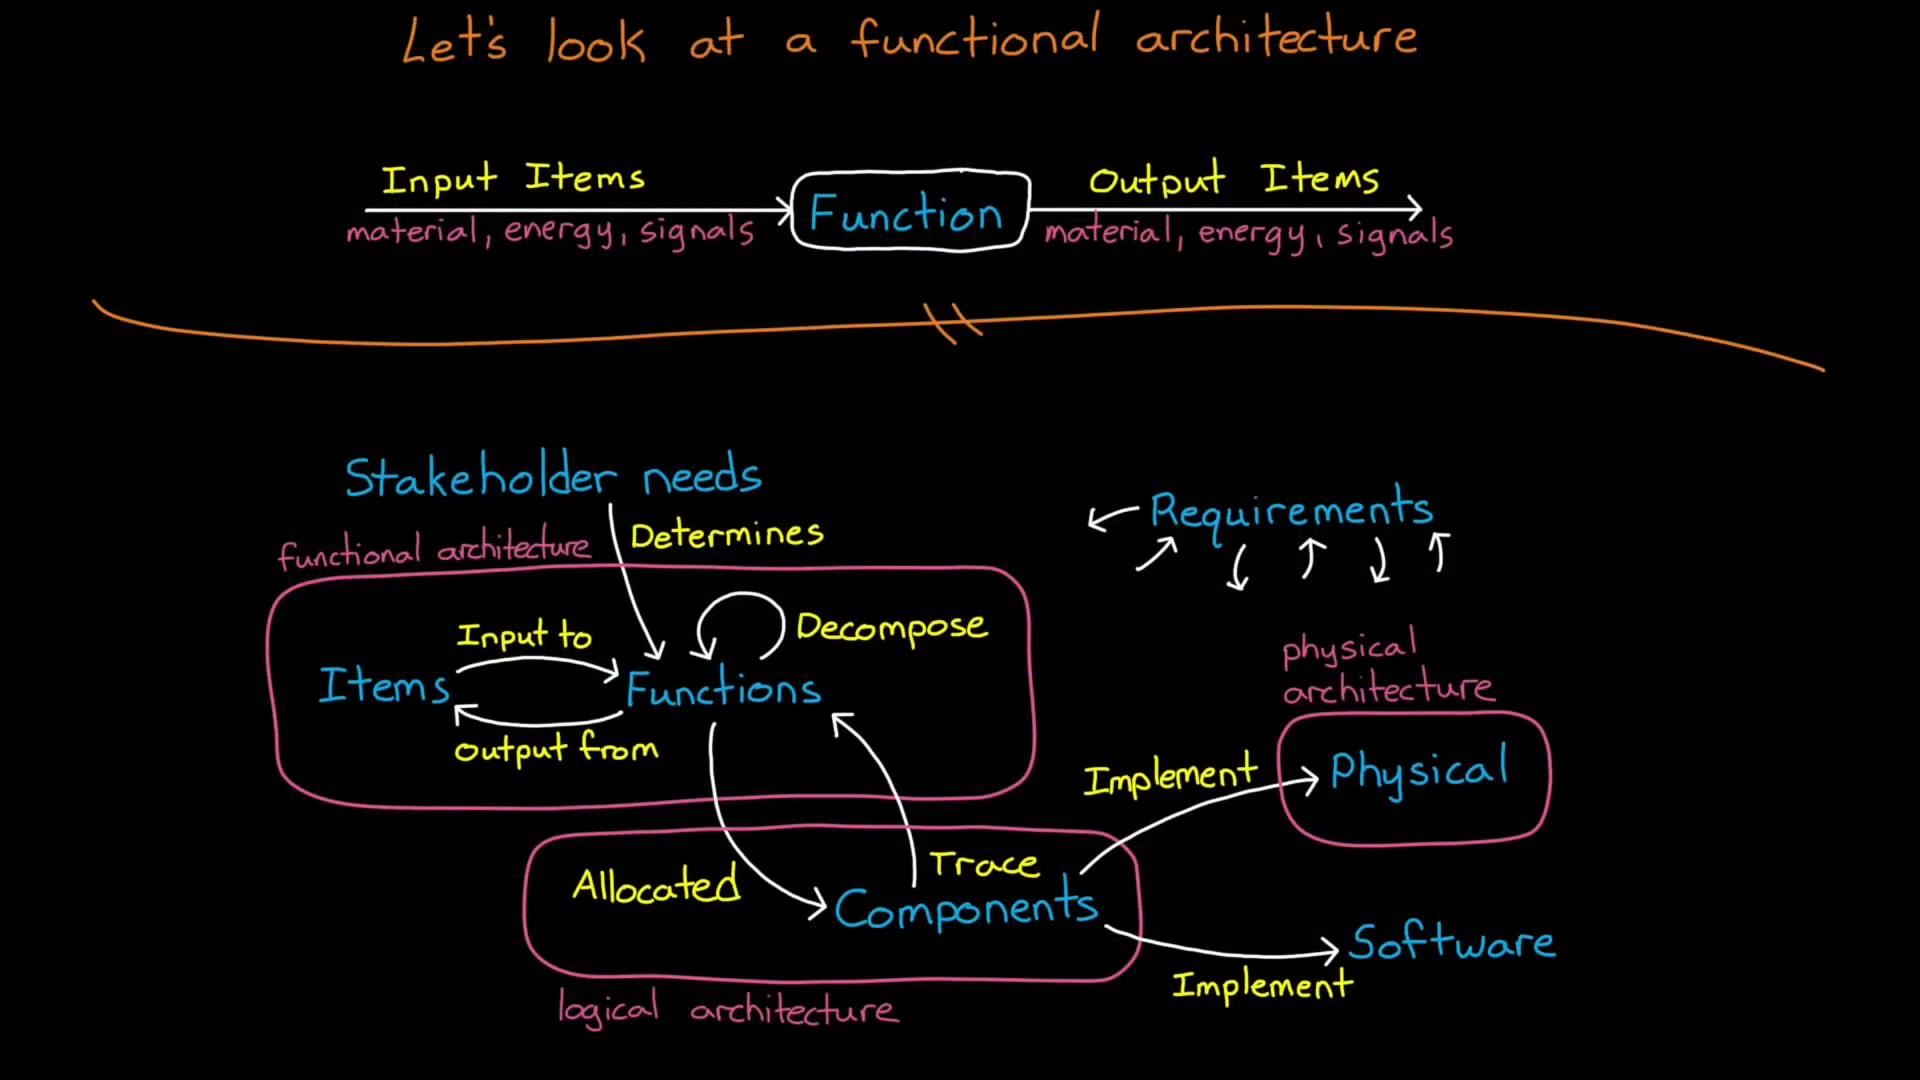 Let's look at a functional architecture
Input Items
material, energy, signals
Function
Output Items
material, energy, signals
Stakeholder needs
Determines
functional architecture
Input to
Decompose
Items
Functions
Output from
Requirements
physical
architecture
Physical
Implement
Allocated
Trace
Components
Software
Implement
logical architecture